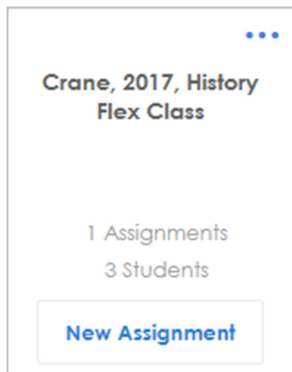 Crane, 2017, History
Flex Class
1 Assignments
3 Students
New Assignment